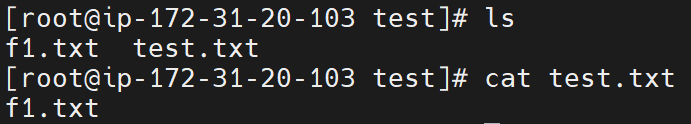 [root@ip-172-31-20-103 test]# ls
f1.txt  test.txt
[root@ip-172-31-20-103 test]# cat test.txt
f1.txt